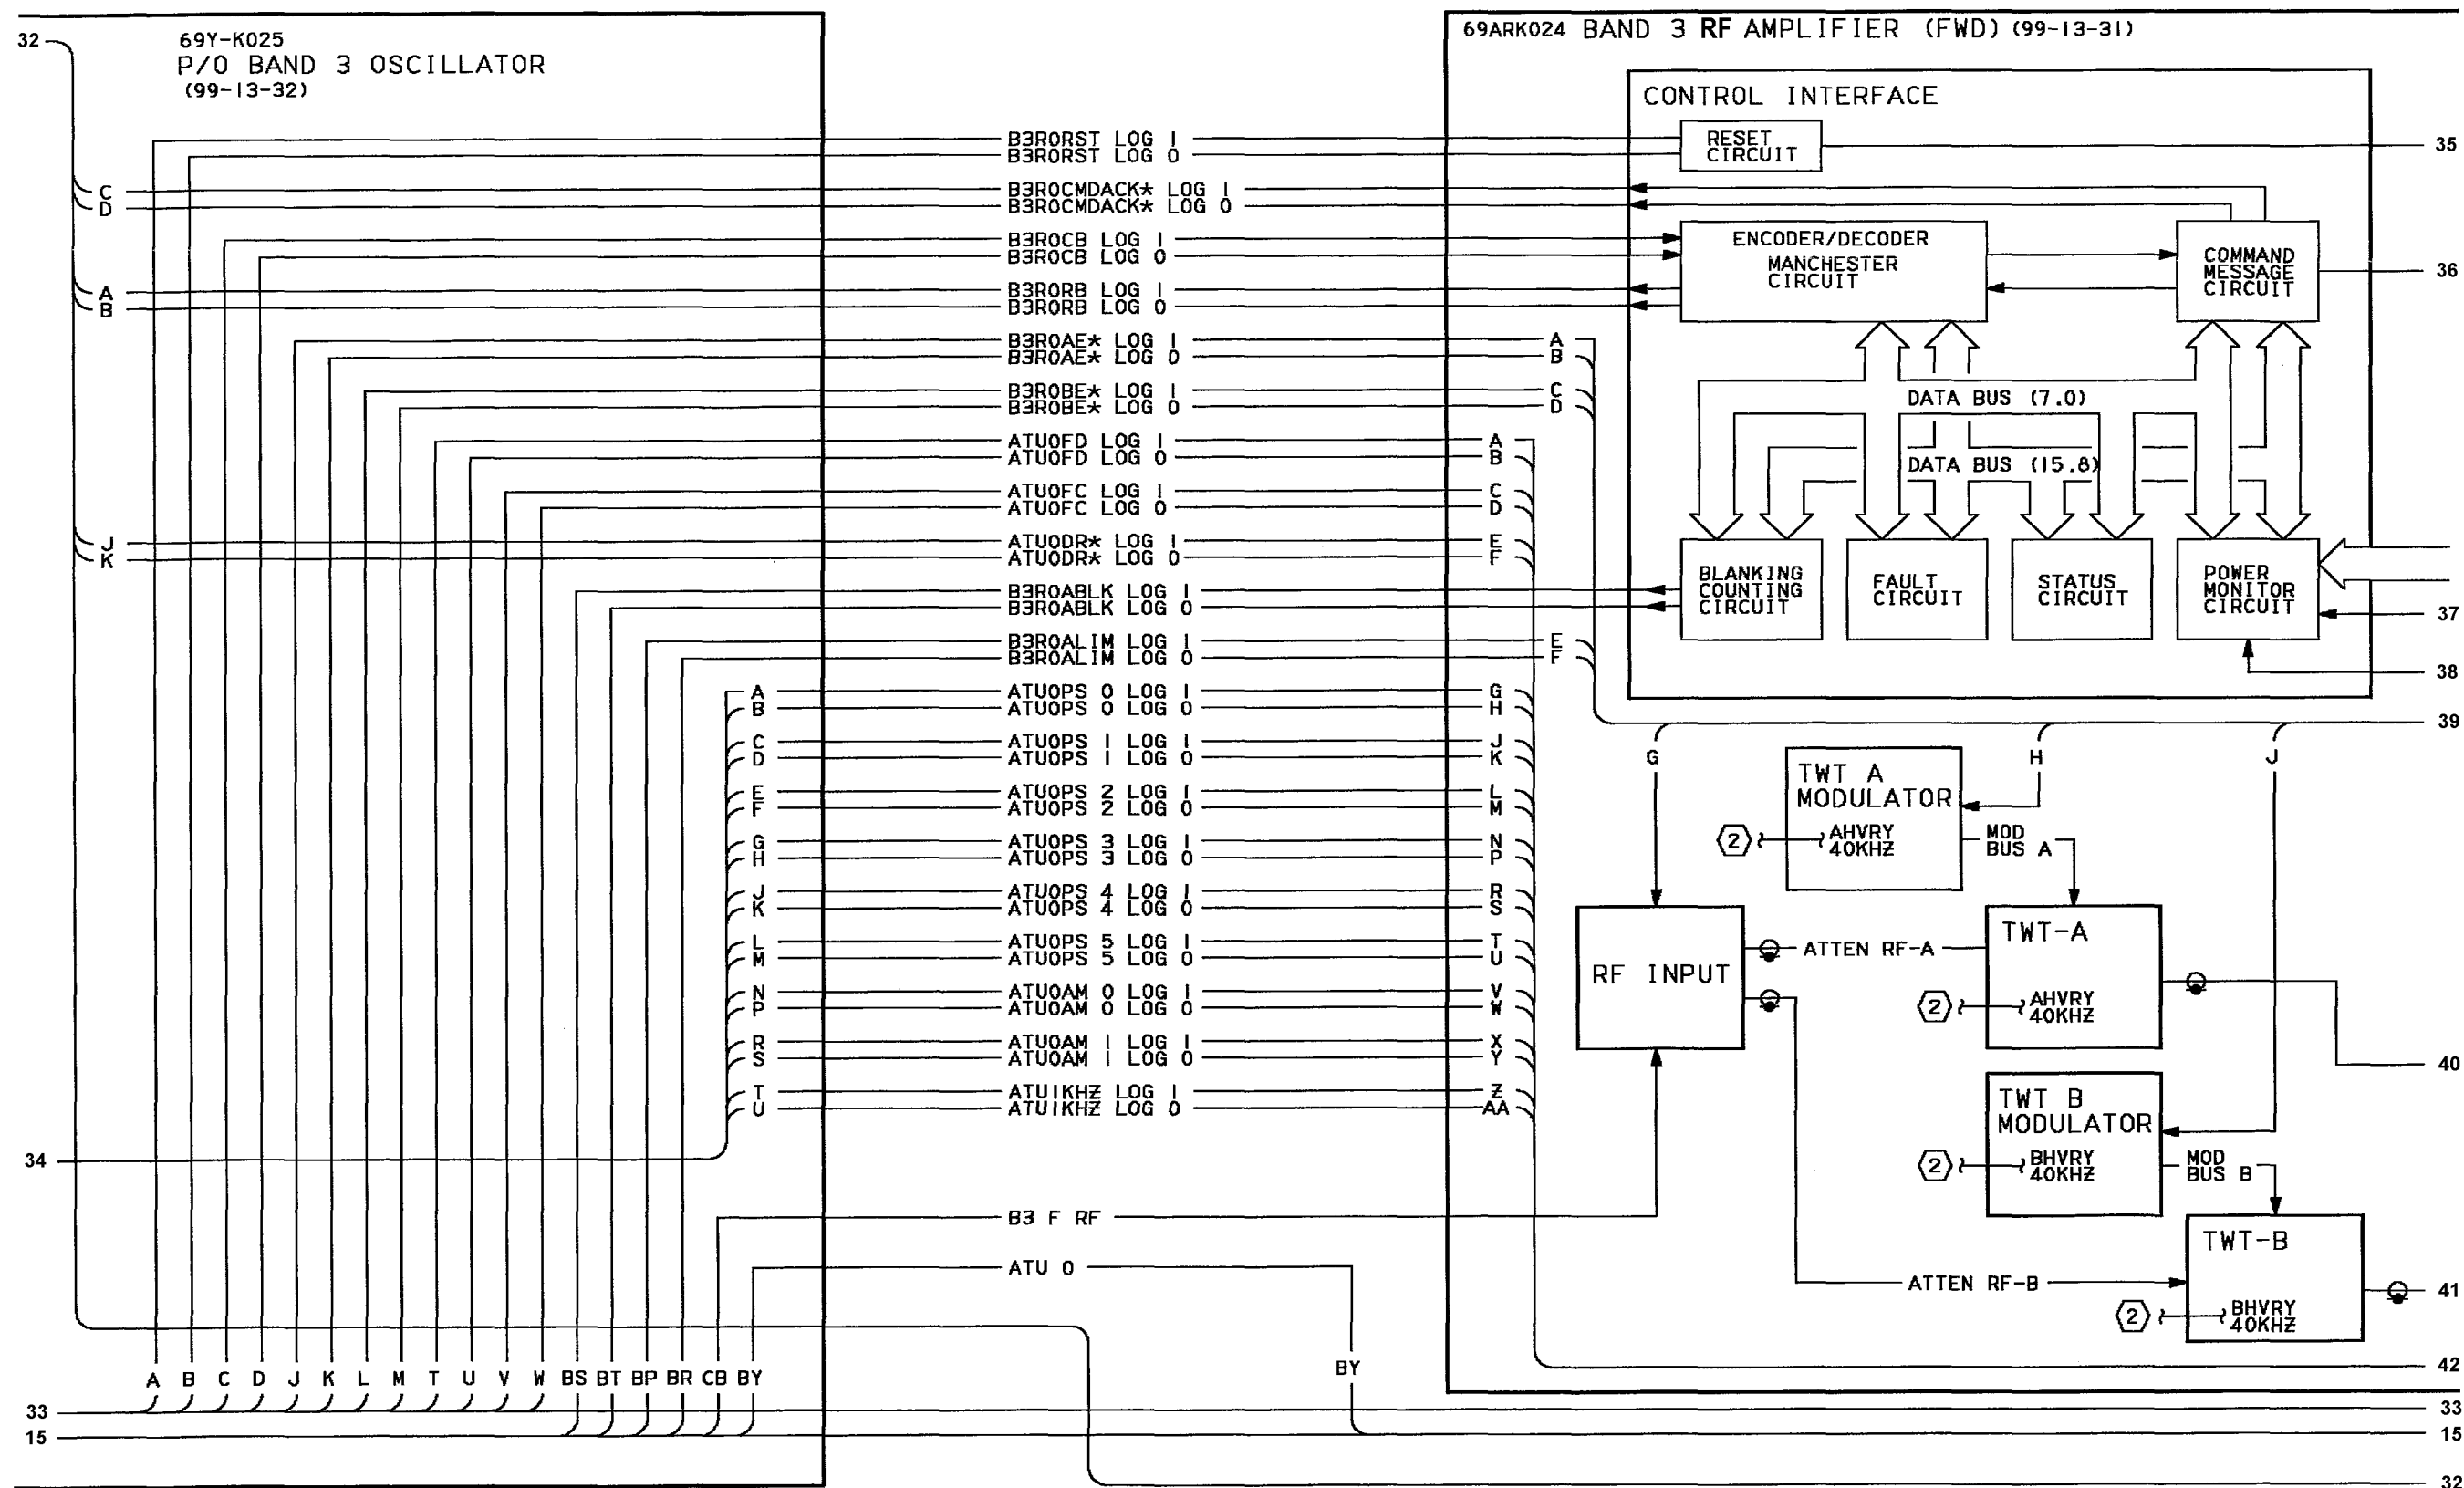 32
69Y-K025
P/O BAND 3 OSCILLATOR
(99-13-32)
C
D
A
B
J
K
A
B
C
D
E
F
G
H
J
K
L
M
N
P
R
S
T
U
34
A B C D J K L M T U V W BS BT BP BR CB BY
33
15
B3RORST LOG 1
B3RORST LOG 0
B3ROCMDACK* LOG 1
B3ROCMDACK* LOG 0
B3ROCB LOG 1
B3ROCB LOG 0
B3RORB LOG 1
B3RORB LOG 0
B3ROAE* LOG 1
B3ROAE* LOG 0
B3ROBE* LOG 1
B3ROBE* LOG 0
ATUOFD LOG 1
ATUOFD LOG 0
ATUOFC LOG 1
ATUOFC LOG 0
ATUODR* LOG 1
ATUODR* LOG 0
B3ROABLK LOG 1
B3ROABLK LOG 0
B3ROALIM LOG 1
B3ROALIM LOG 0
ATUOPS 0 LOG 1
ATUOPS 0 LOG 0
ATUOPS 1 LOG 1
ATUOPS 1 LOG 0
ATUOPS 2 LOG 1
ATUOPS 2 LOG 0
ATUOPS 3 LOG 1
ATUOPS 3 LOG 0
ATUOPS 4 LOG 1
ATUOPS 4 LOG 0
ATUOPS 5 LOG 1
ATUOPS 5 LOG 0
ATUOAM 0 LOG 1
ATUOAM 0 LOG 0
ATUOAM 1 LOG 1
ATUOAM 1 LOG 0
ATU1KHZ LOG 1
ATU1KHZ LOG 0
B3 F RF
ATU 0
BY
69ARK024 BAND 3 RF AMPLIFIER (FWD) (99-13-31)
A
B
C
D
A
B
C
D
E
F
E
F
G
H
J
K
L
M
N
P
R
S
T
U
V
W
X
Y
Z
AA
CONTROL INTERFACE
RESET
CIRCUIT
ENCODER/DECODER
MANCHESTER
CIRCUIT
COMMAND
MESSAGE
CIRCUIT
DATA BUS (7.0)
DATA BUS (15.8)
BLANKING
COUNTING
CIRCUIT
FAULT
CIRCUIT
STATUS
CIRCUIT
POWER
MONITOR
CIRCUIT
G
H
J
TWT A
MODULATOR
2
AHVRY
40KHZ
MOD
BUS A
RF INPUT
ATTEN RF-A
TWT-A
2
AHVRY
40KHZ
TWT B
MODULATOR
2
BHVRY
40KHZ
MOD
BUS B
ATTEN RF-B
TWT-B
2
BHVRY
40KHZ
35
36
37
38
39
40
41
42
33
15
32